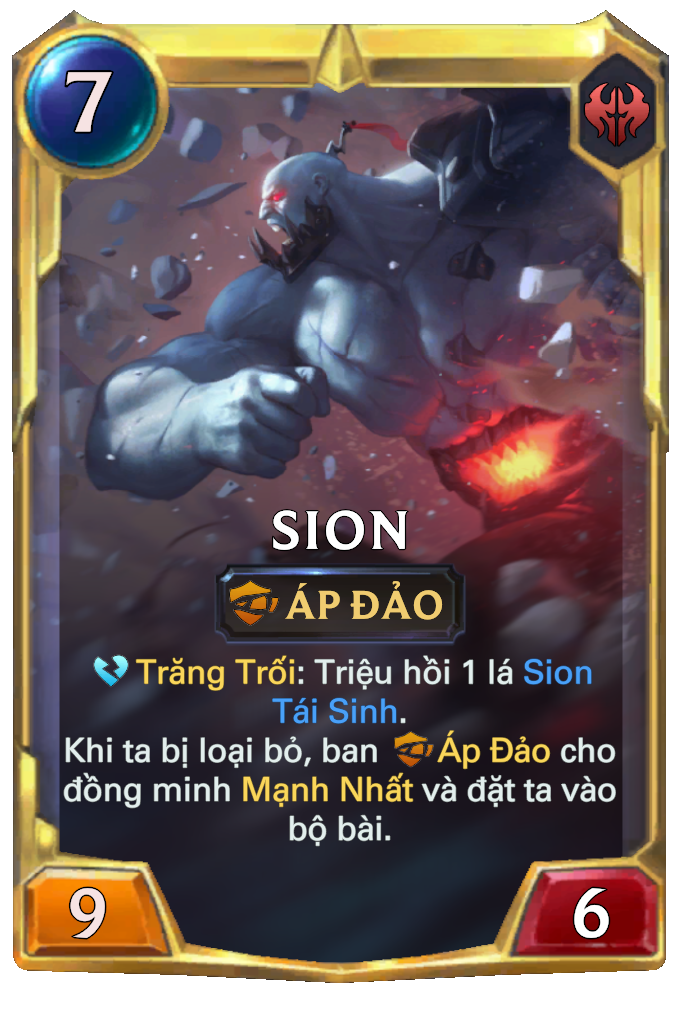 7
SION
ÁP ĐẢO
Trăng Trối: Triệu hồi 1 lá Sion
Tái Sinh.
Khi ta bị loại bỏ, ban Áp Đảo cho
đồng minh Mạnh Nhất và đặt ta vào
bộ bài.
9
6